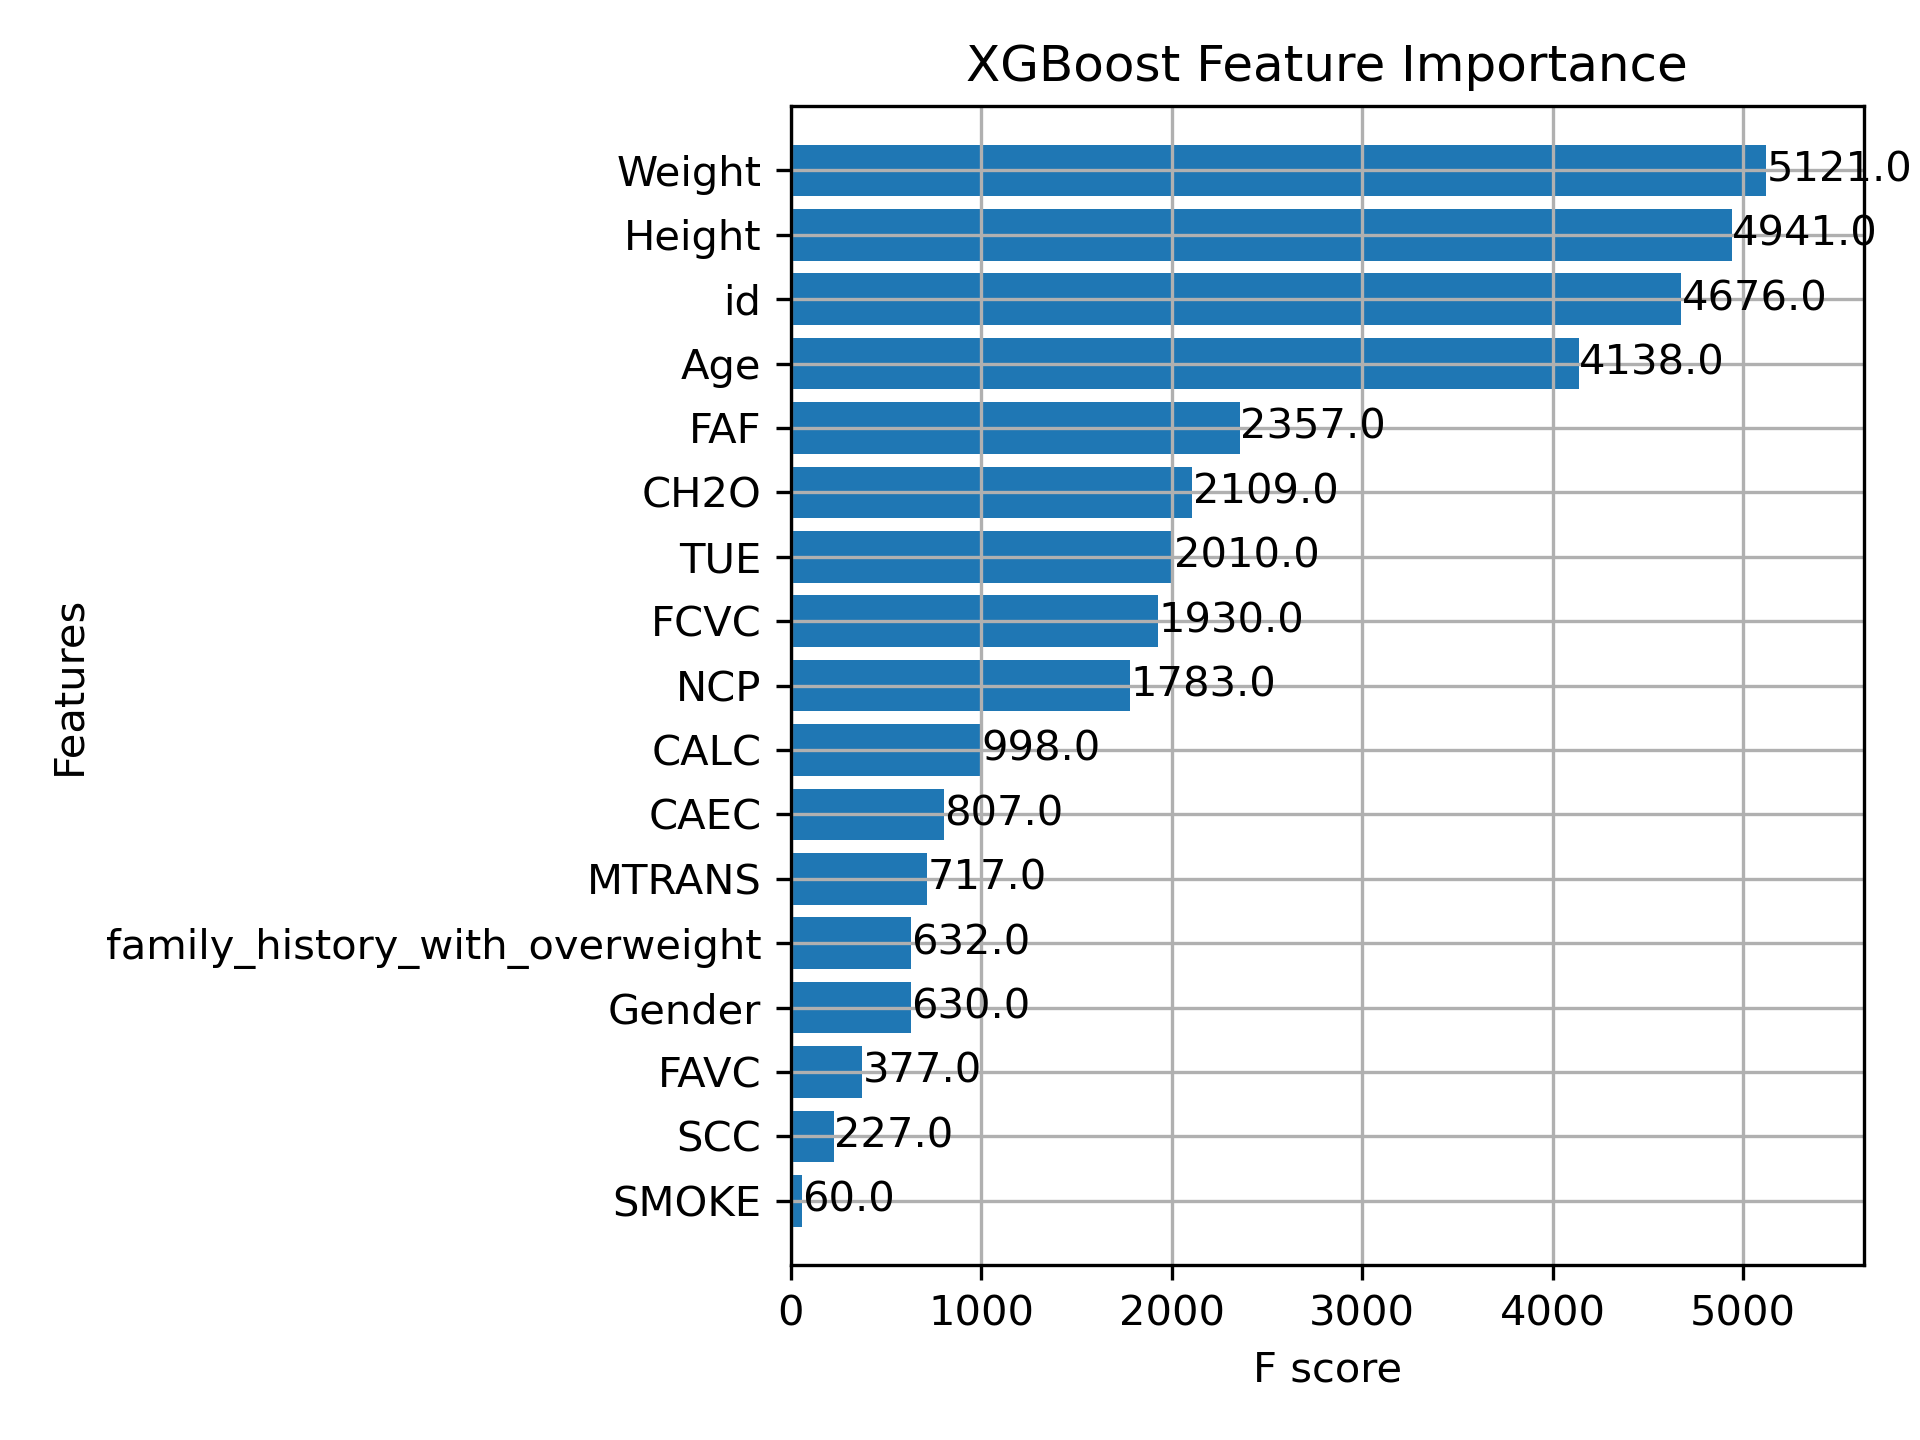 XGBoost Feature Importance
Weight 5121.0
Height 4941.0
id 4676.0
Age 4138.0
FAF 2357.0
CH2O 2109.0
TUE 2010.0
FCVC 1930.0
NCP 1783.0
CALC 998.0
CAEC 807.0
MTRANS 717.0
family_history_with_overweight 632.0
Gender 630.0
FAVC 377.0
SCC 227.0
SMOKE 60.0
Features
0 1000 2000 3000 4000 5000
F score